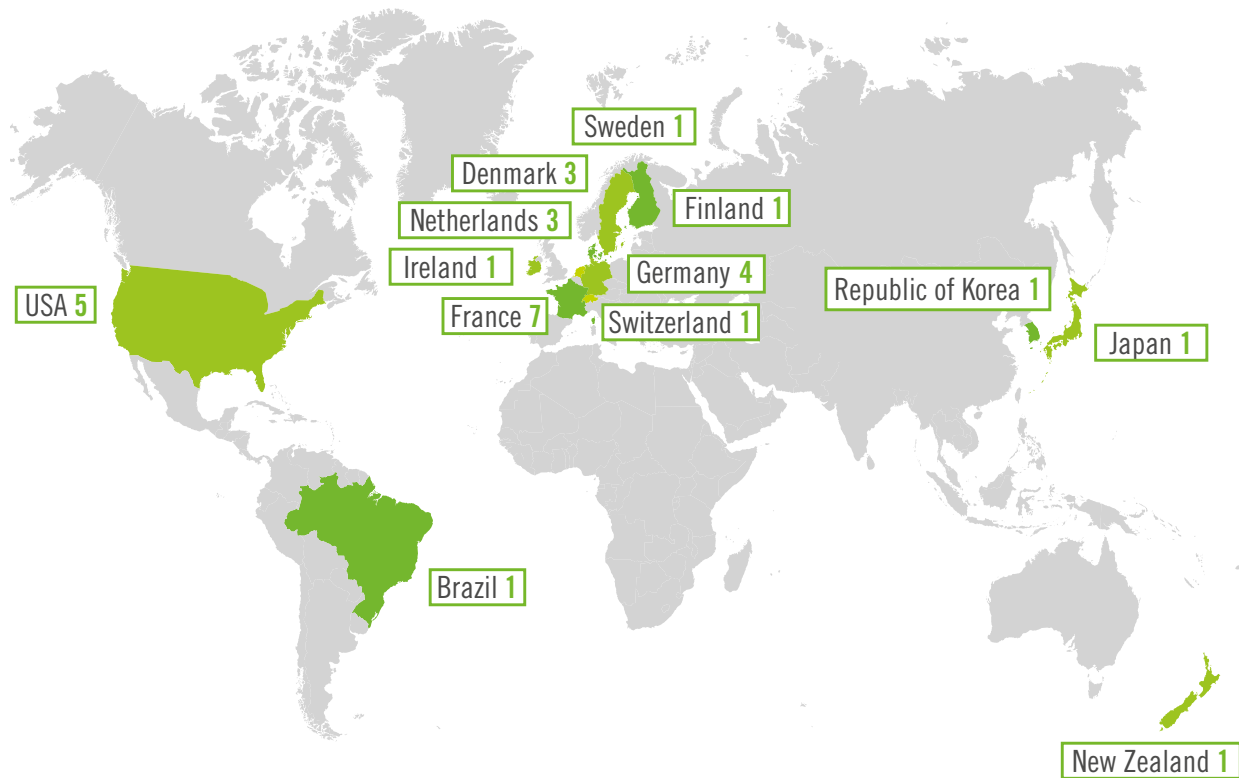 Sweden 1
Denmark 3
Finland 1
Netherlands 3
Ireland 1
Germany 4
Republic of Korea 1
USA 5
France 7
Switzerland 1
Japan 1
Brazil 1
New Zealand 1